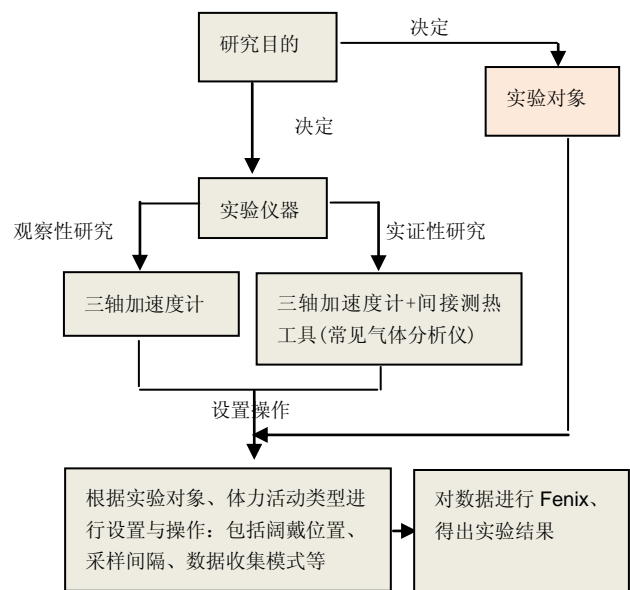 研究目的
决定
实验对象
决定
实验仪器
观察性研究
实证性研究
三轴加速度计
三轴加速度计+间接测热
工具(常见气体分析仪)
设置操作
根据实验对象、体力活动类型进
行设置与操作：包括阔戴位置、
采样间隔、数据收集模式等
对数据进行 Fenix、
得出实验结果